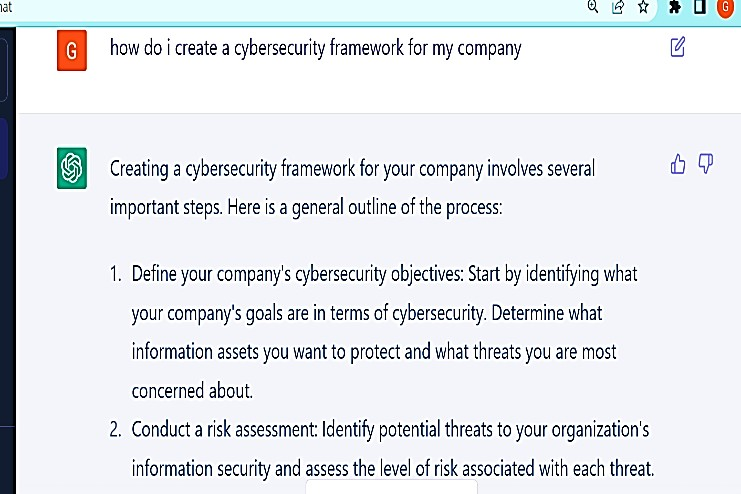 nat
G
G
how do i create a cybersecurity framework for my company
Creating a cybersecurity framework for your company involves several
important steps. Here is a general outline of the process:
1. Define your company's cybersecurity objectives: Start by identifying what
your company's goals are in terms of cybersecurity. Determine what
information assets you want to protect and what threats you are most
concerned about.
2. Conduct a risk assessment: Identify potential threats to your organization's
information security and assess the level of risk associated with each threat.